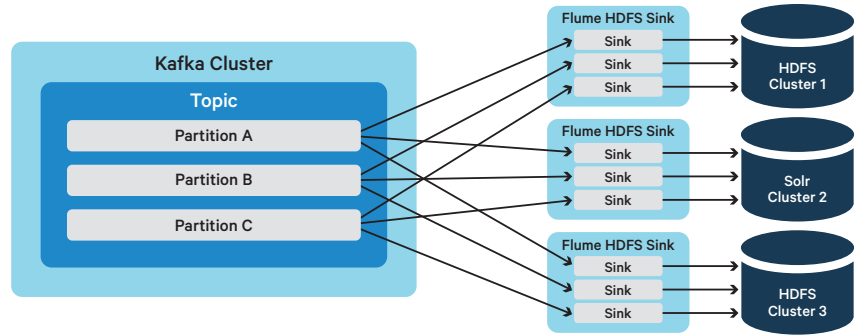 Kafka Cluster
Topic
Partition A
Partition B
Partition C
Flume HDFS Sink
Sink
Sink
Sink
HDFS
Cluster 1
Flume HDFS Sink
Sink
Sink
Sink
Solr
Cluster 2
Flume HDFS Sink
Sink
Sink
Sink
HDFS
Cluster 3